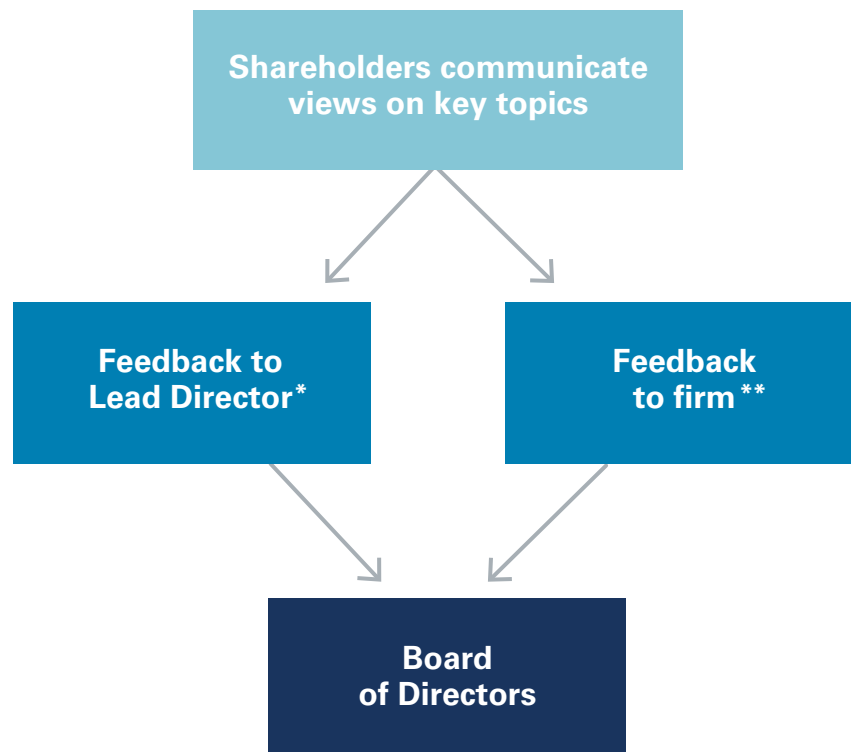 Shareholders communicate
views on key topics
Feedback to
Lead Director*
Feedback
to firm**
Board
of Directors